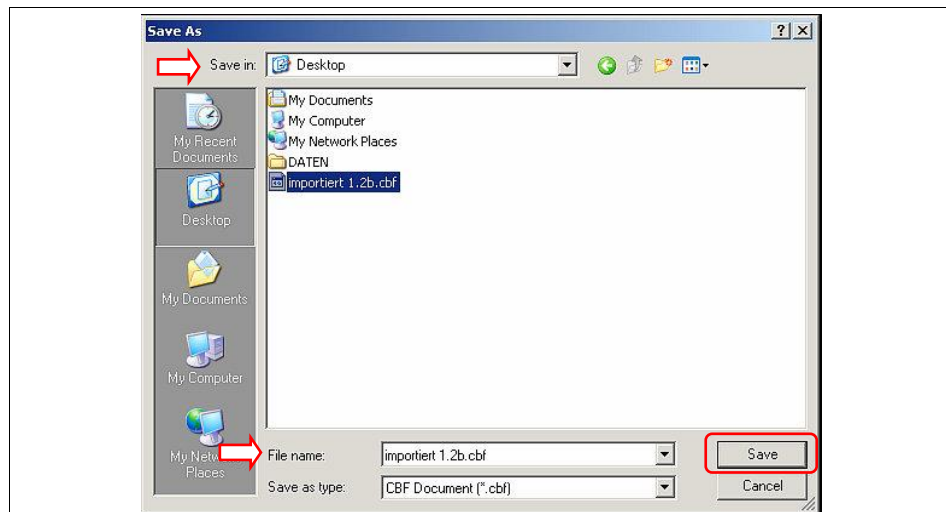 Save As
Save in:
Desktop
My Recent
Documents
Desktop
My Documents
My Computer
My Netw
Places
My Documents
My Computer
My Network Places
DATEN
importiert 1.2b.cbf
File name:
importiert 1.2b.cbf
Save
Save as type:
CBF Document (*.cbf)
Cancel